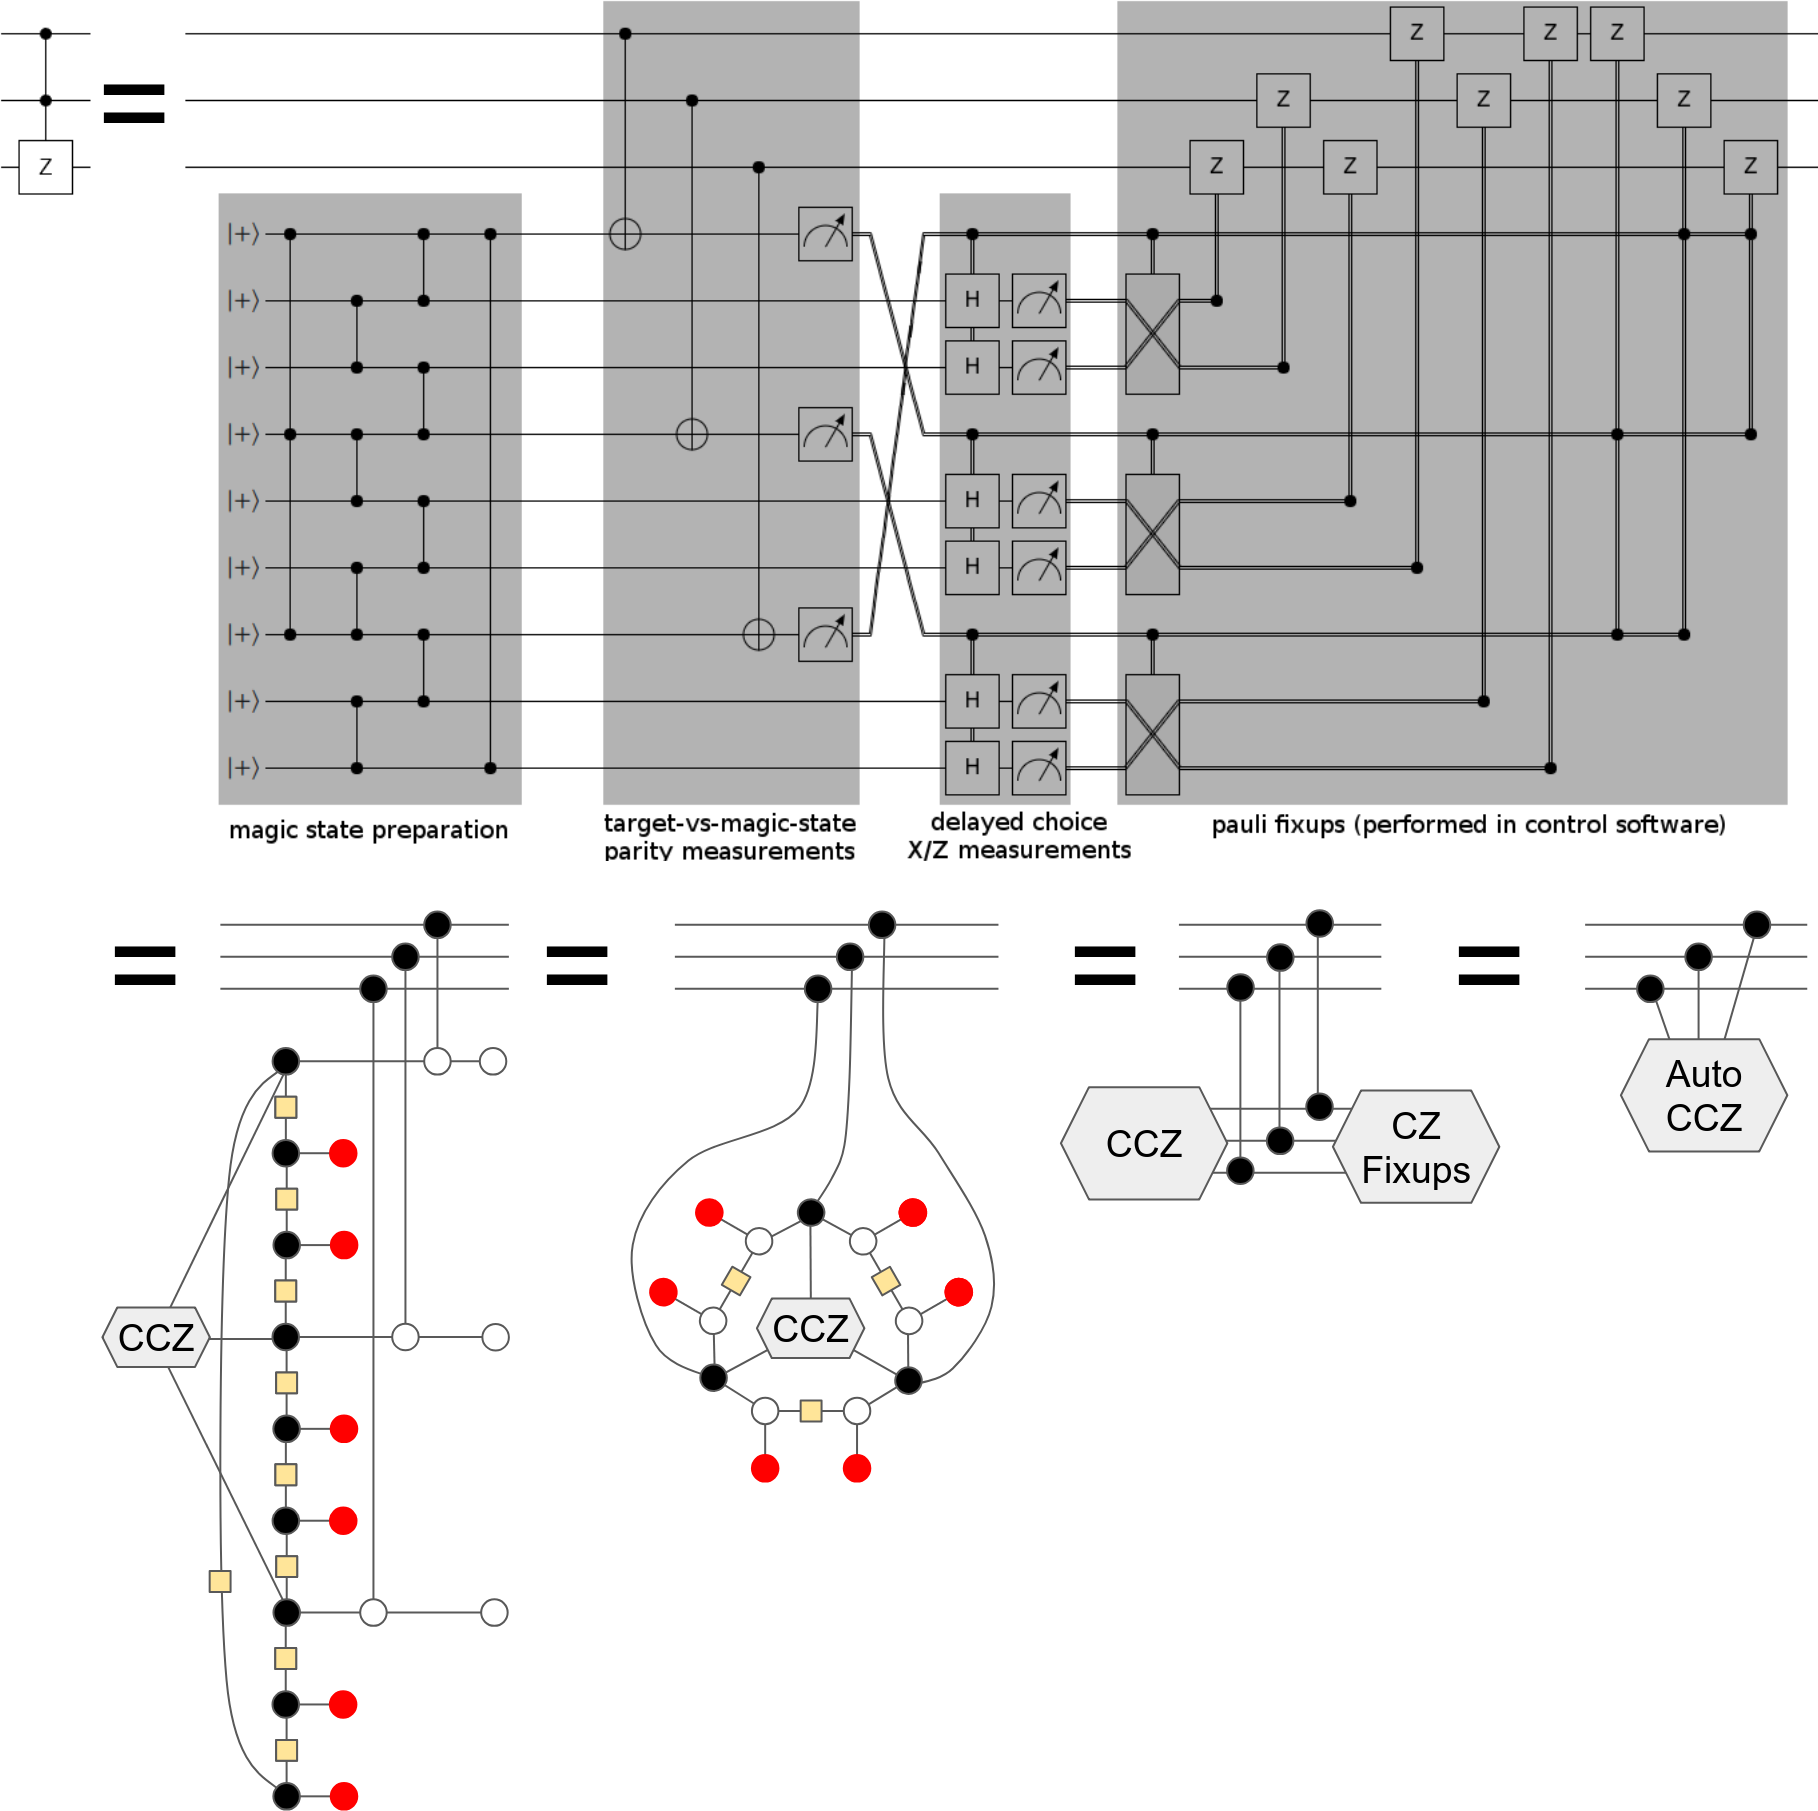 Z
Z
Z
Z
Z
Z
Z
Z
Z
Z
|+⟩
|+⟩
H
|+⟩
H
|+⟩
|+⟩
H
|+⟩
H
|+⟩
|+⟩
H
|+⟩
H
magic state preparation
target-vs-magic-state
parity measurements
delayed choice
X/Z measurements
pauli fixups (performed in control software)
CCZ
CCZ
CCZ
CZ
Fixups
Auto
CCZ